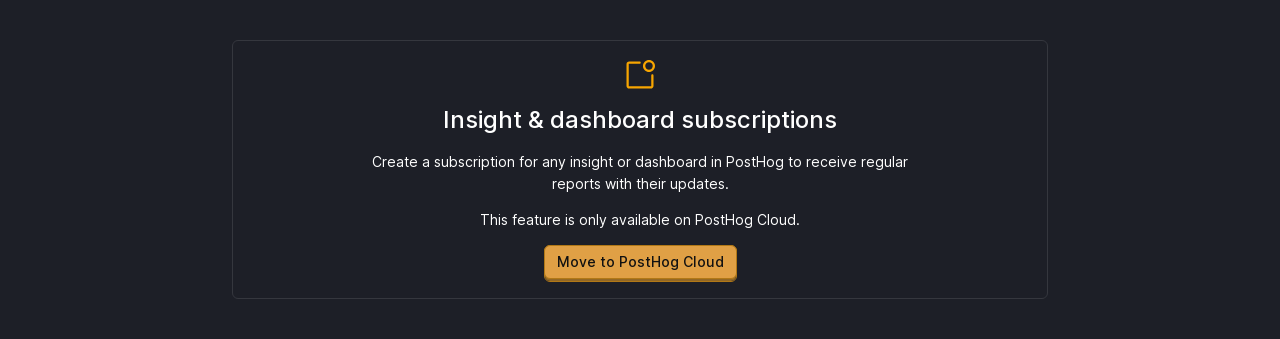 Insight & dashboard subscriptions
Create a subscription for any insight or dashboard in PostHog to receive regular
reports with their updates.
This feature is only available on PostHog Cloud.
Move to PostHog Cloud